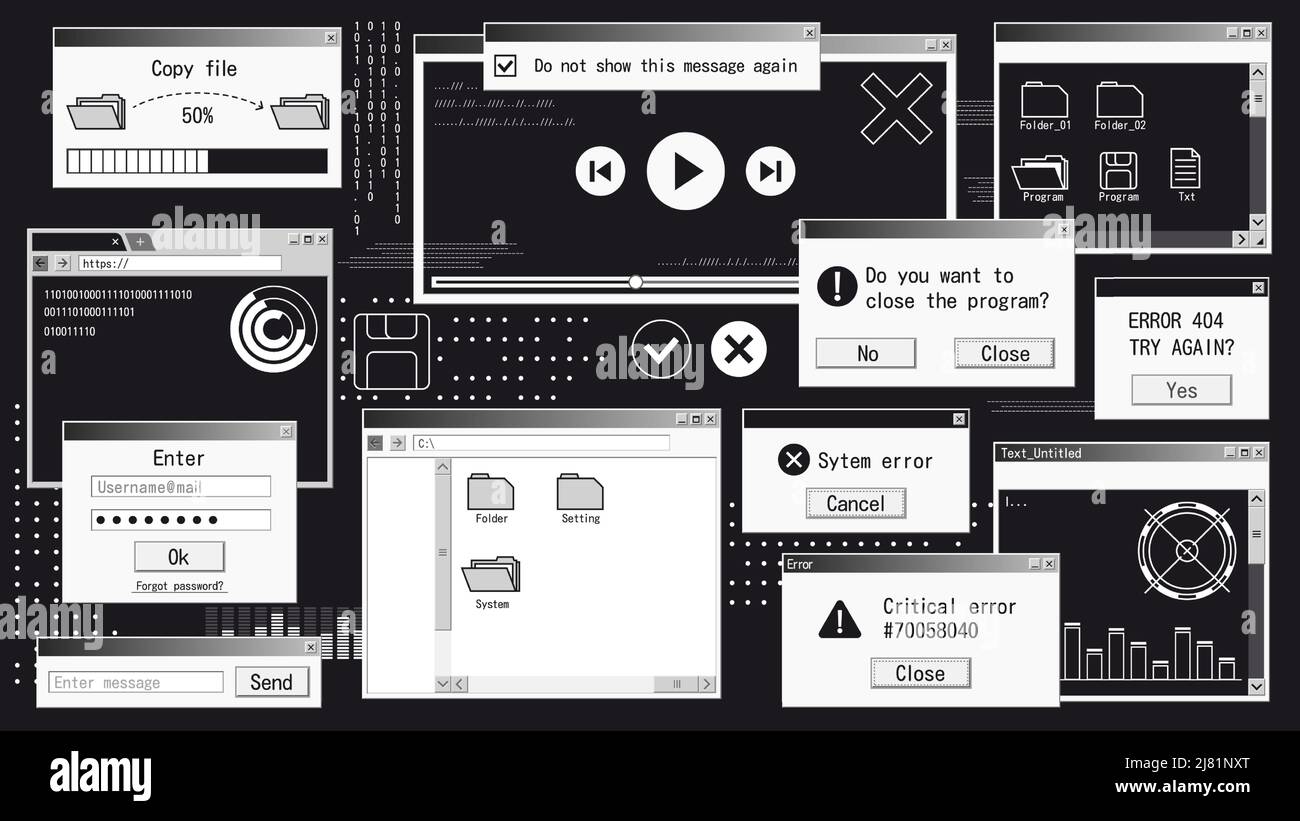 Copy file
50%
Do not show this message again
Folder_01
Folder_02
Program
Program
Txt
https://
11010010001111010001111010
0011101000111101
010011110
Do you want to
close the program?
No
Close
ERROR 404
TRY AGAIN?
Yes
Enter
Username@mail
Ok
Forgot password?
C:\
Folder
Setting
System
Sytem error
Cancel
Text_Untitled
I...
Error
Critical error
#70058040
Close
Enter message
Send
alamy
alamy
Image ID: 2J81NXT
www.alamy.com